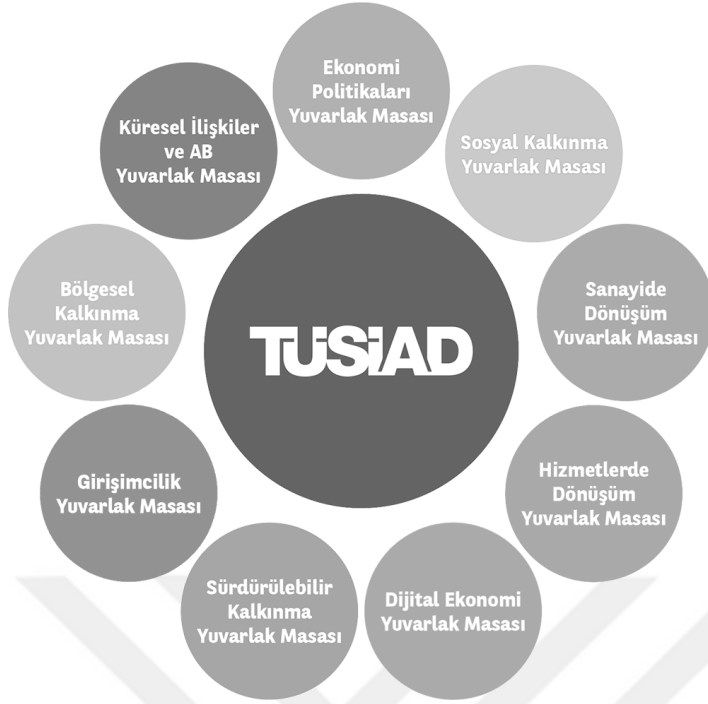 Ekonomi
Politikaları
Yuvarlak Masası
Sosyal Kalkınma
Yuvarlak Masası
Sanayide
Dönüşüm
Yuvarlak Masası
Hizmetlerde
Dönüşüm
Yuvarlak Masası
Dijital Ekonomi
Yuvarlak Masası
Sürdürülebilir
Kalkınma
Yuvarlak Masası
Girişimcilik
Yuvarlak Masası
Bölgesel
Kalkınma
Yuvarlak Masası
Küresel İlişkiler
ve AB
Yuvarlak Masası
TÜSİAD